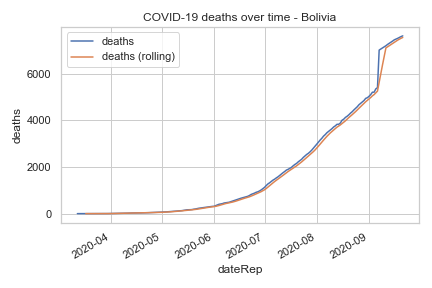 COVID-19 deaths over time - Bolivia
deaths
deaths (rolling)
6000
4000
2000
0
deaths
2020-04
2020-05
2020-06
2020-07
2020-08
2020-09
dateRep